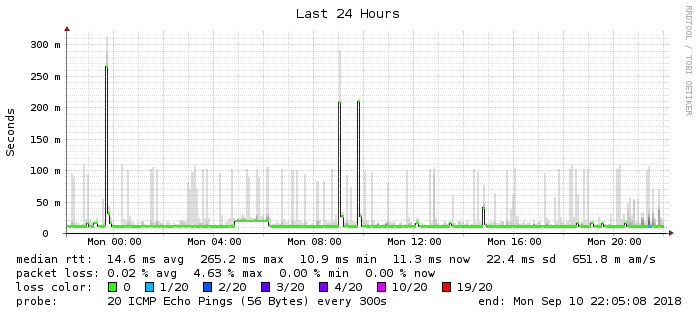 Last 24 Hours
RRDTOOL / TOBI OETIKER
Seconds
300 m
250 m
200 m
150 m
100 m
50 m
0
Mon 00:00 Mon 04:00 Mon 08:00 Mon 12:00 Mon 16:00 Mon 20:00
median rtt: 14.6 ms avg 265.2 ms max 10.9 ms min 11.3 ms now 22.4 ms sd 651.8 m am/s
packet loss: 0.02 % avg 4.63 % max 0.00 % min 0.00 % now
loss color: 0 1/20 2/20 3/20 4/20 10/20 19/20
probe: 20 ICMP Echo Pings (56 Bytes) every 300s end: Mon Sep 10 22:05:08 2018